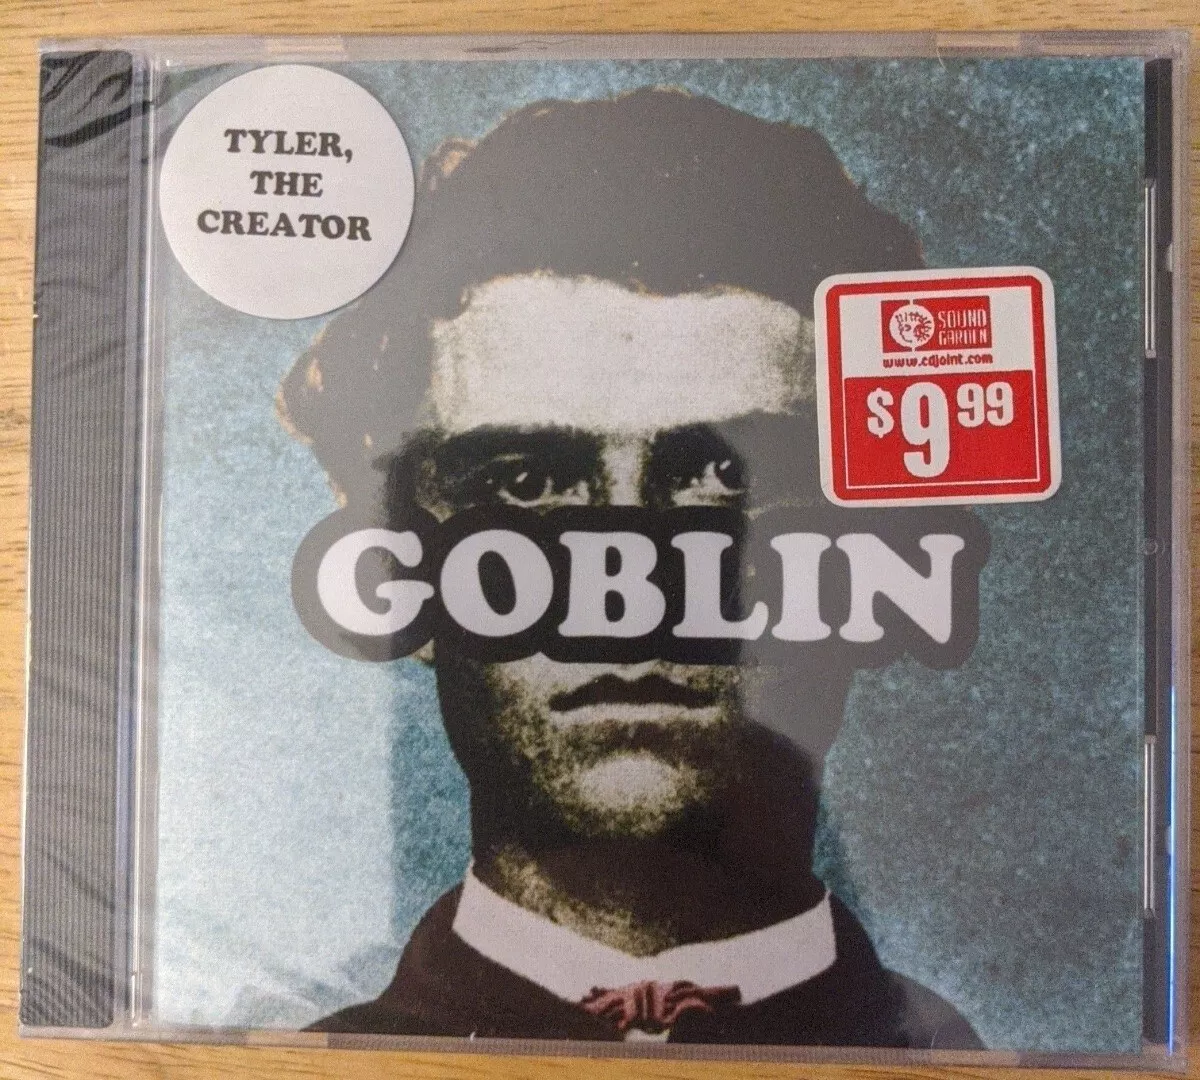 TYLER,
THE
CREATOR
SOUND
GARDEN
www.cdjoint.com
$9.99
GOBLIN